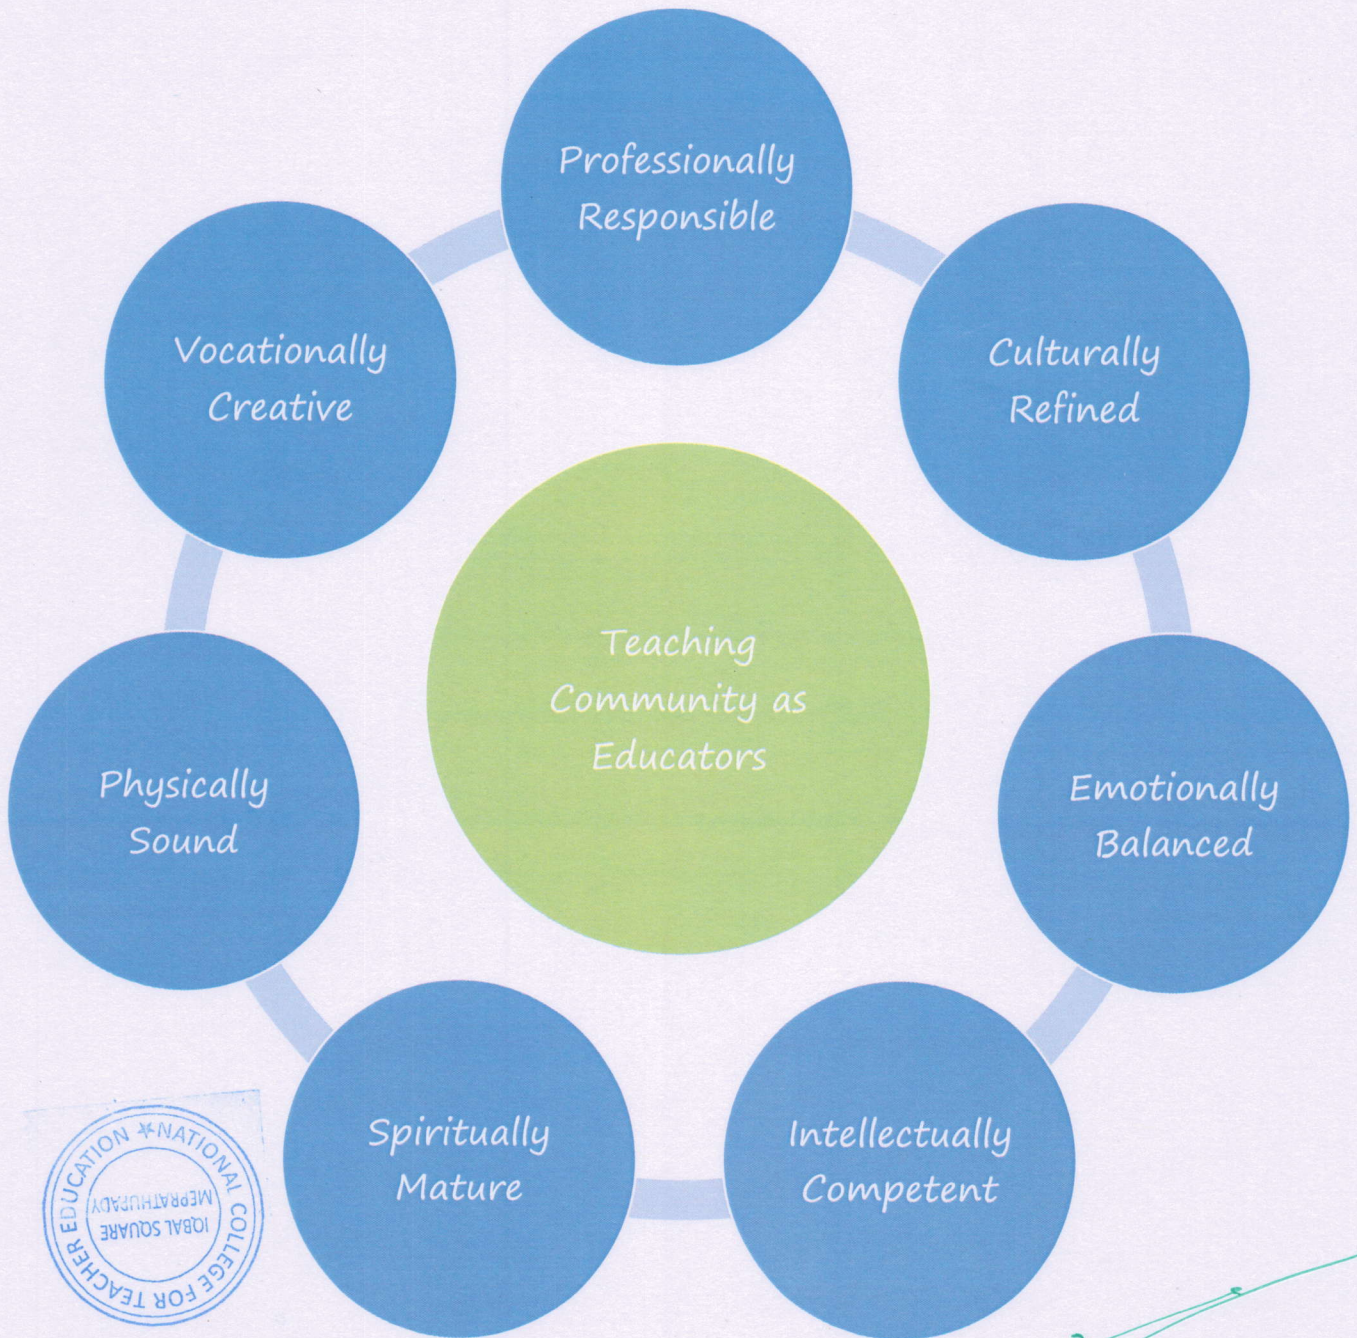 Professionally
Responsible
Culturally
Refined
Emotionally
Balanced
Intellectually
Competent
Spiritually
Mature
Physically
Sound
Vocationally
Creative
Teaching
Community as
Educators
NATIONAL COLLEGE FOR TEACHER EDUCATION
IQBAL SQUARE